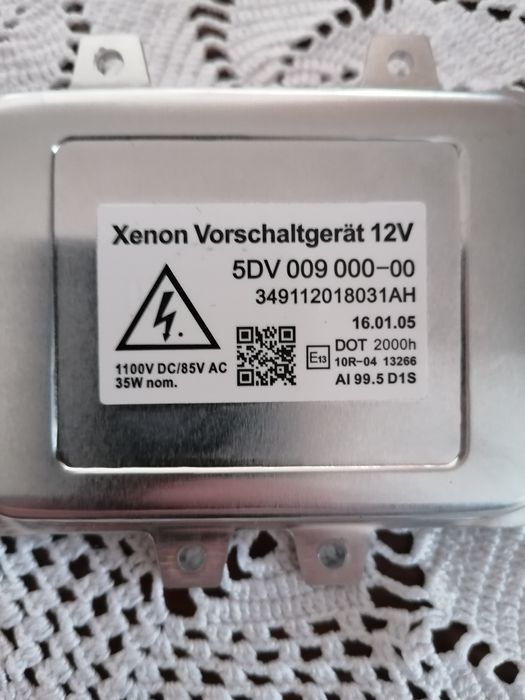 Xenon Vorschaltgerät 12V
5DV 009 000-00
349112018031AH
16.01.05
DOT 2000h
E13
10R-04 13266
1100V DC/85V AC
35W nom.
AI 99.5 D1S